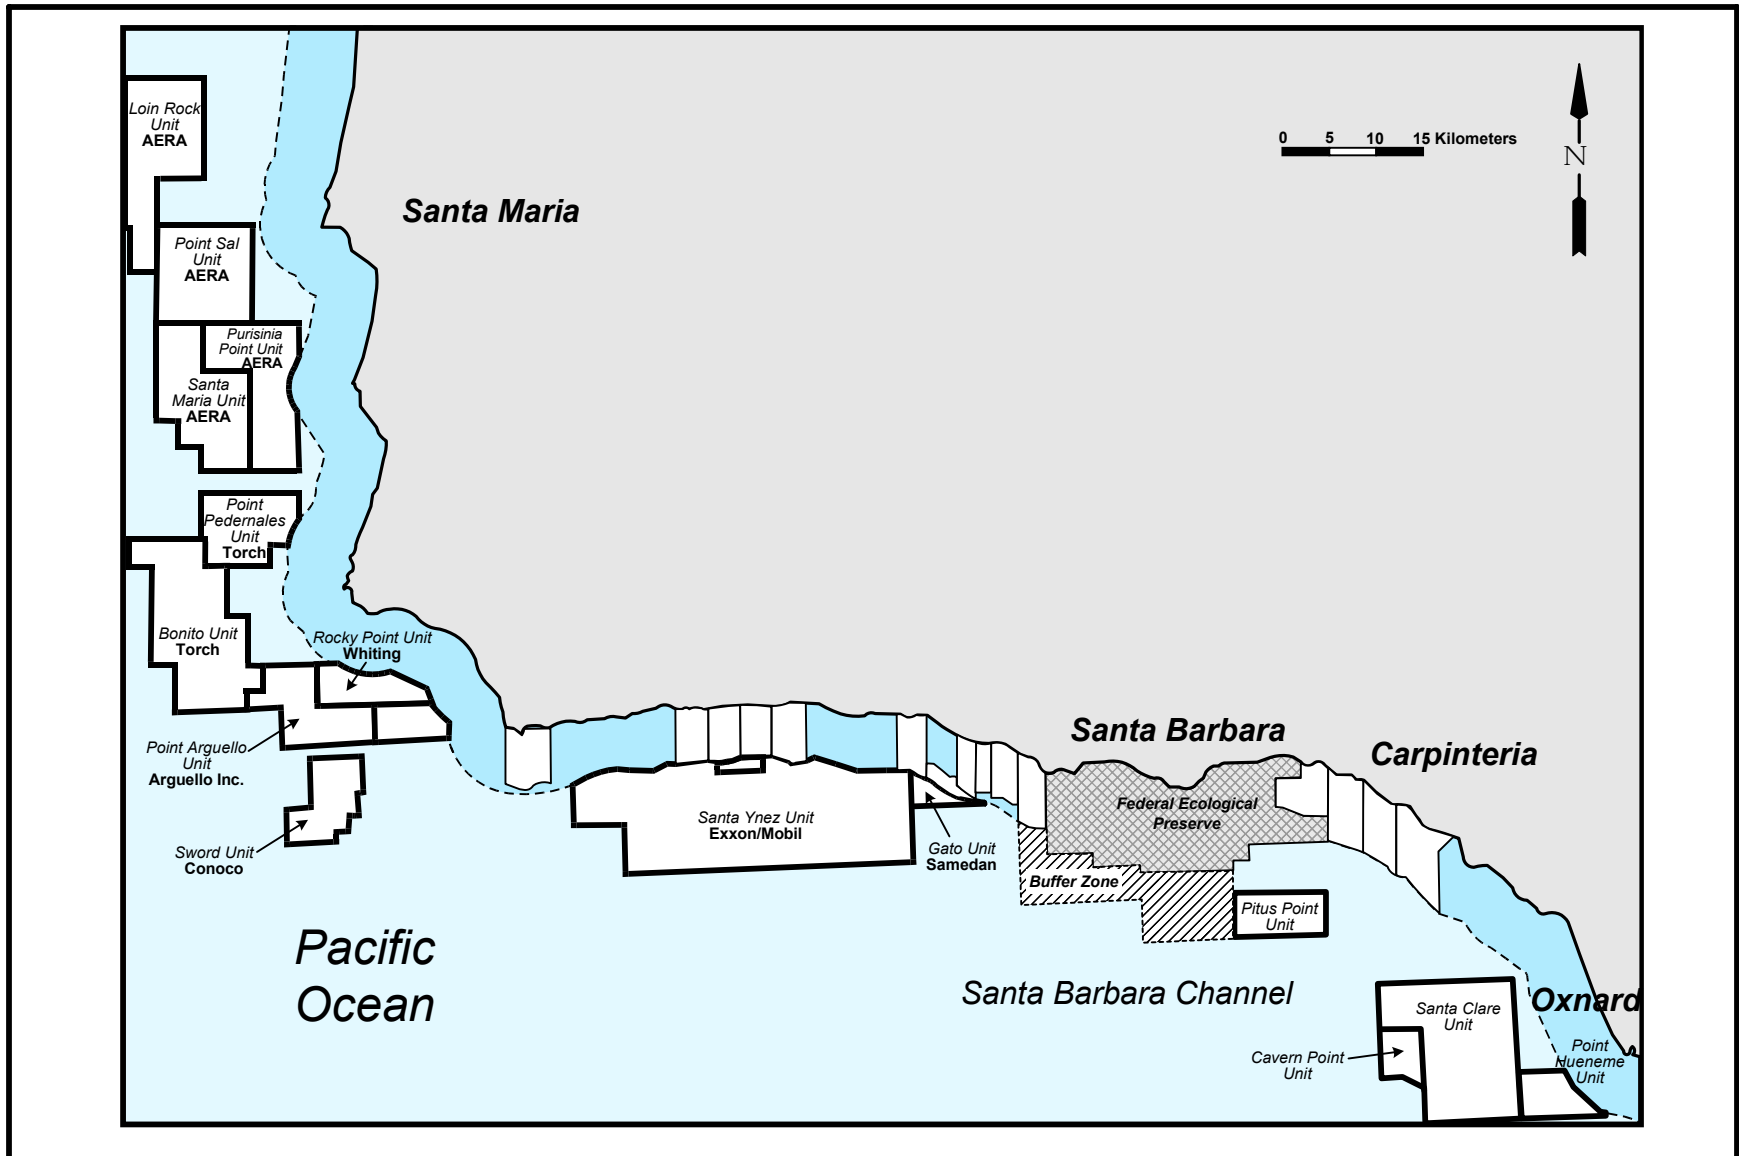 Loin Rock
Unit
AERA
0 5 10 15 Kilometers
N
Santa Maria
Point Sal
Unit
AERA
Purisinia
Point Unit
AERA
Santa
Maria Unit
AERA
Point
Pedernales
Unit
Torch
Bonito Unit
Torch
Rocky Point Unit
Whiting
Point Arguello
Unit
Arguello Inc.
Sword Unit
Conoco
Santa Ynez Unit
Exxon/Mobil
Gato Unit
Samedan
Santa Barbara
Carpinteria
Federal Ecological
Preserve
Buffer Zone
Pitus Point
Unit
Pacific
Ocean
Santa Barbara Channel
Santa Clare
Unit
Oxnard
Cavern Point
Unit
Point
Hueneme
Unit